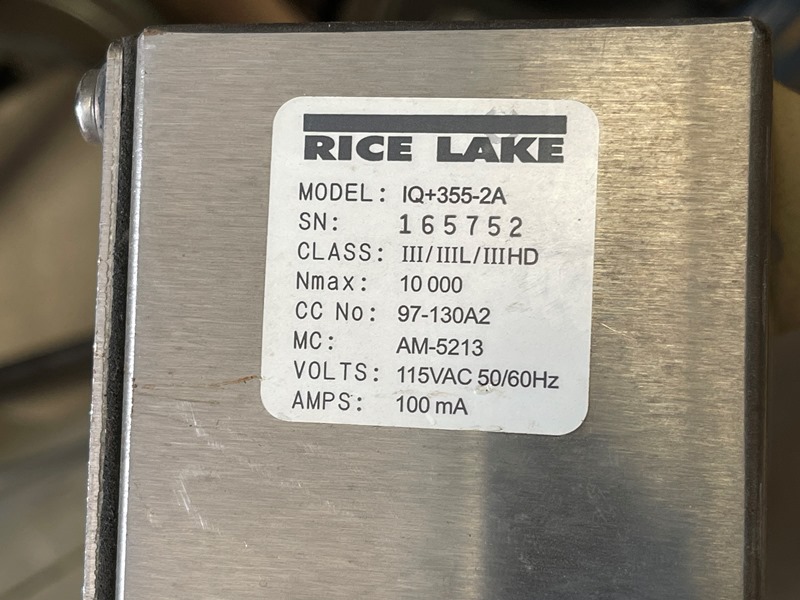 RICE LAKE
MODEL: IQ+355-2A
SN: 165752
CLASS: III/IIIL/IIIHD
Nmax: 10 000
CC No: 97-130A2
MC: AM-5213
VOLTS: 115VAC 50/60Hz
AMPS: 100 mA